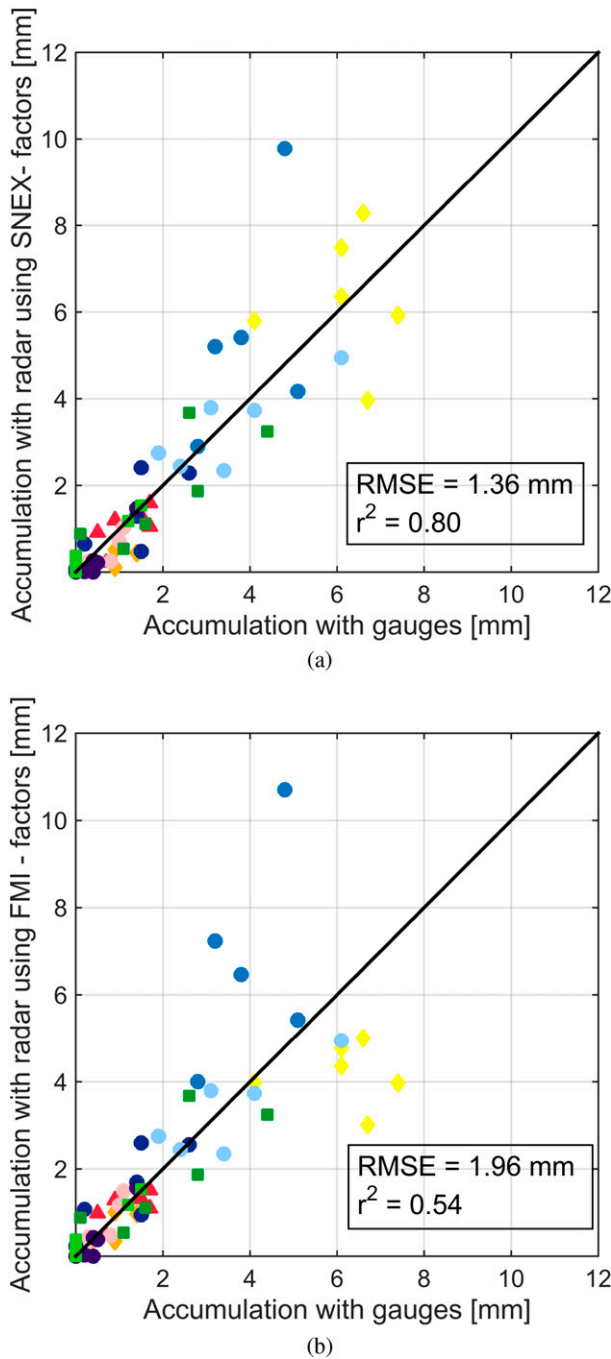 12
10
8
6
4
2
2
4
6
8
10
12
Accumulation with radar using SNEX- factors [mm]
Accumulation with gauges [mm]
RMSE = 1.36 mm
r² = 0.80
(a)
12
10
8
6
4
2
2
4
6
8
10
12
Accumulation with radar using FMI - factors [mm]
Accumulation with gauges [mm]
RMSE = 1.96 mm
r² = 0.54
(b)